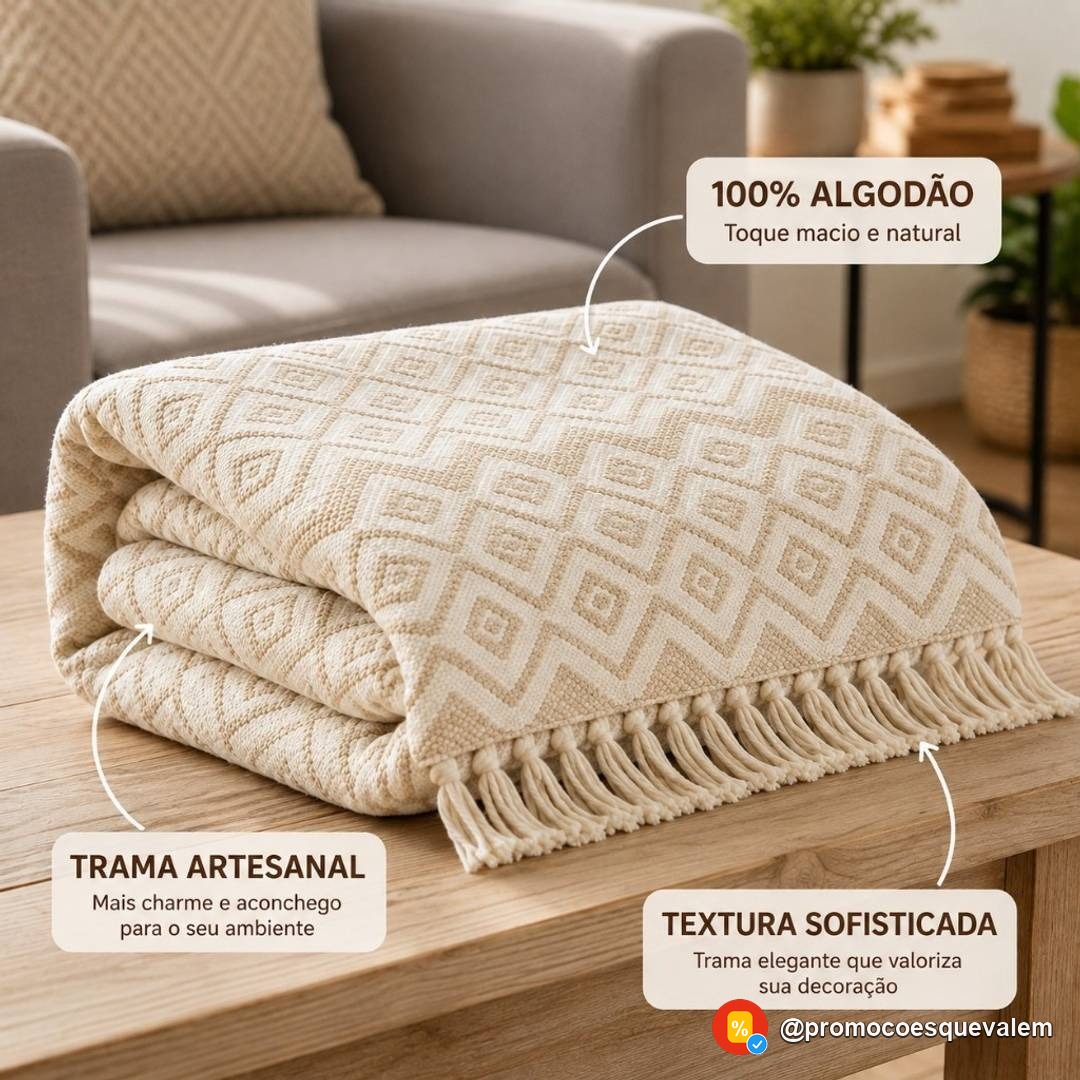 100% ALGODÃO
Toque macio e natural
TRAMA ARTESANAL
Mais charme e aconchego
para o seu ambiente
TEXTURA SOFISTICADA
Trama elegante que valoriza
sua decoração
%
@promocoesquevalem